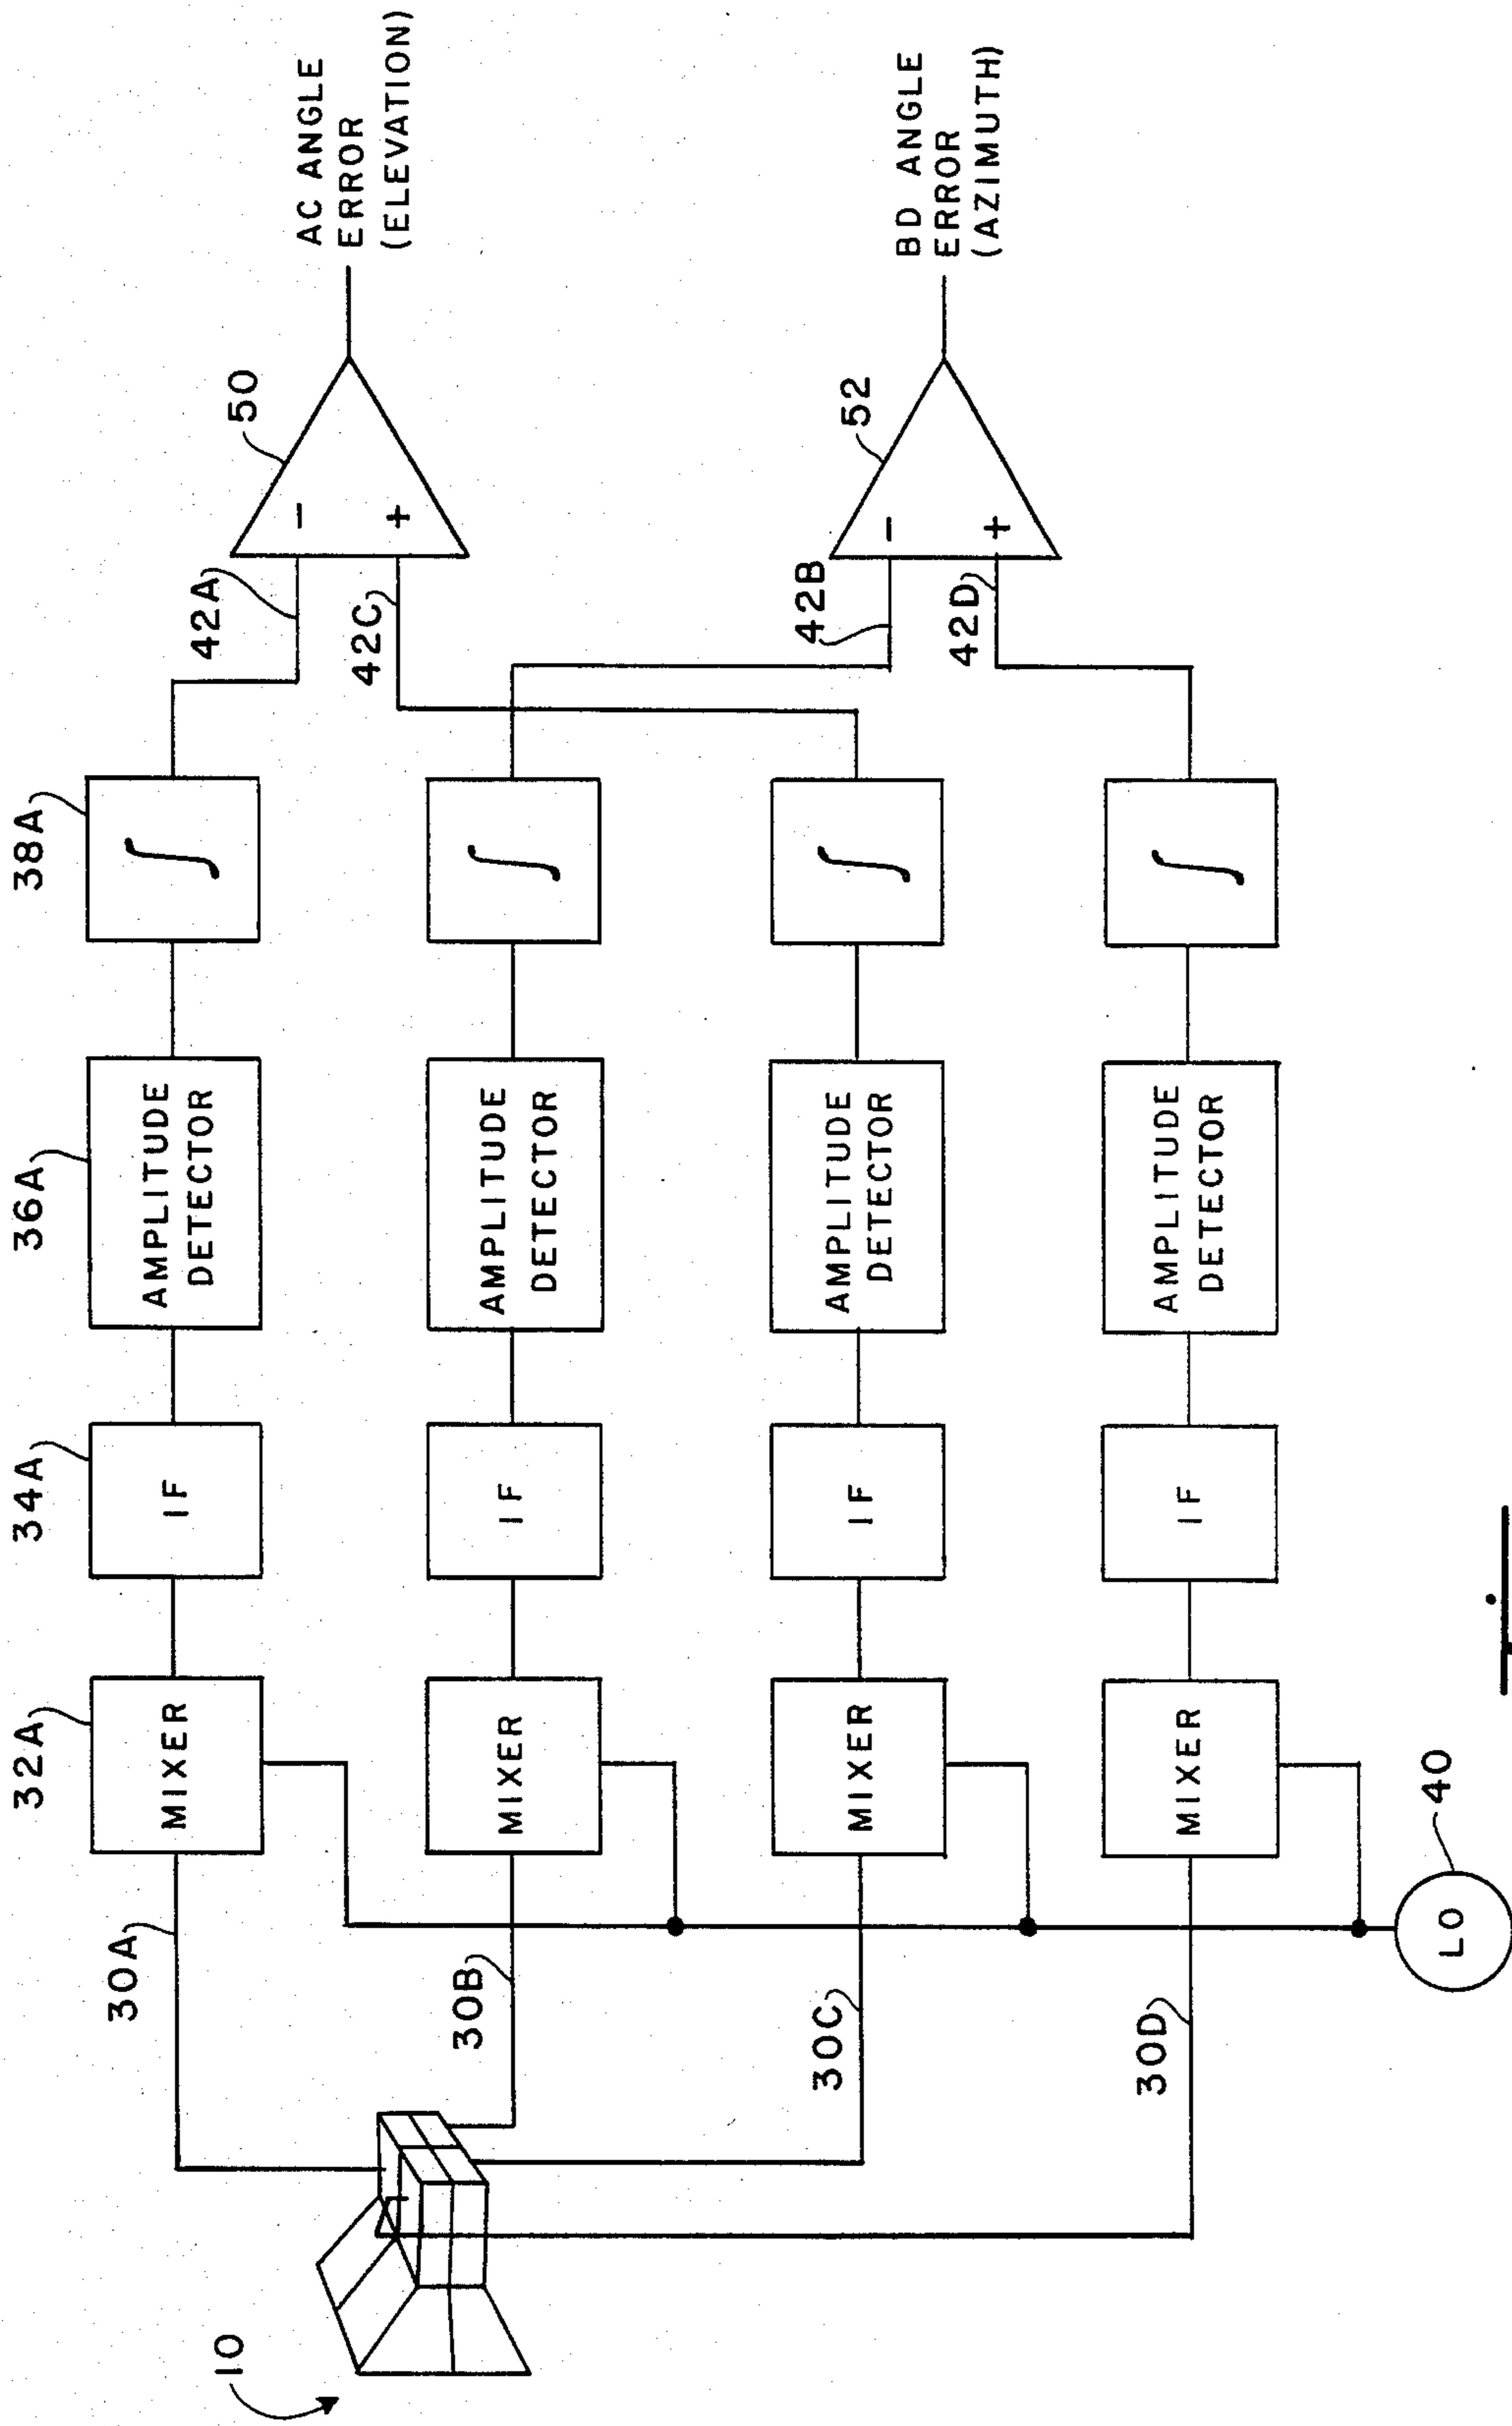 38A
36A
34A
32A
30A
∫
AMPLITUDE
DETECTOR
IF
MIXER
42A
50
−
+
AC ANGLE
ERROR
(ELEVATION)
42C
∫
AMPLITUDE
DETECTOR
IF
MIXER
30B
10
42B
52
−
+
BD ANGLE
ERROR
(AZIMUTH)
42D
∫
AMPLITUDE
DETECTOR
IF
MIXER
30C
∫
AMPLITUDE
DETECTOR
IF
MIXER
30D
LO
40